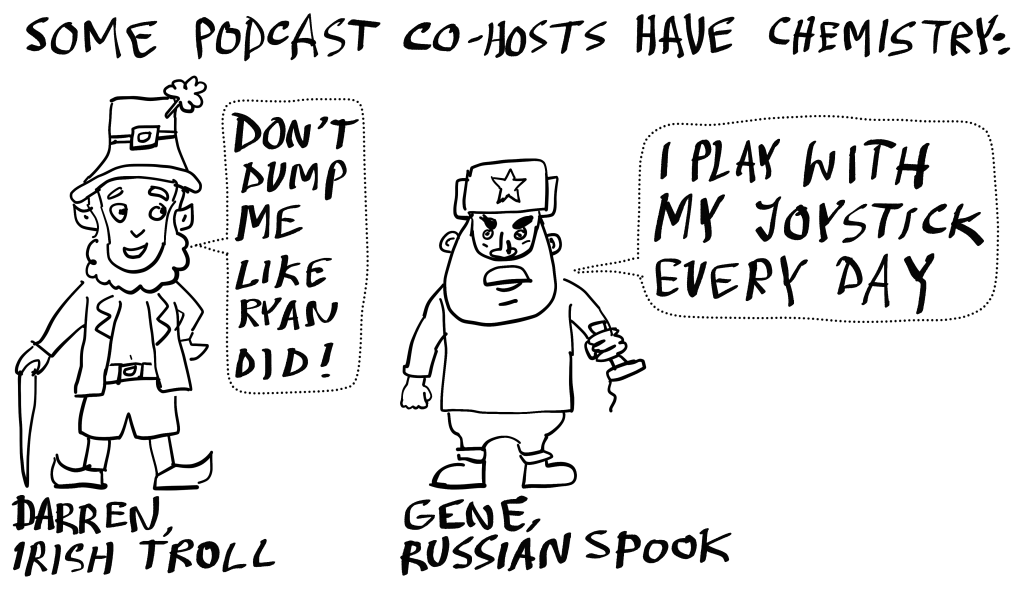 SOME PODCAST CO-HOSTS HAVE CHEMISTRY:
DON'T
DUMP
ME
LIKE
RYAN
DID!
I PLAY WITH
MY JOYSTICK
EVERY DAY
DARREN,
IRISH TROLL
GENE,
RUSSIAN SPOOK